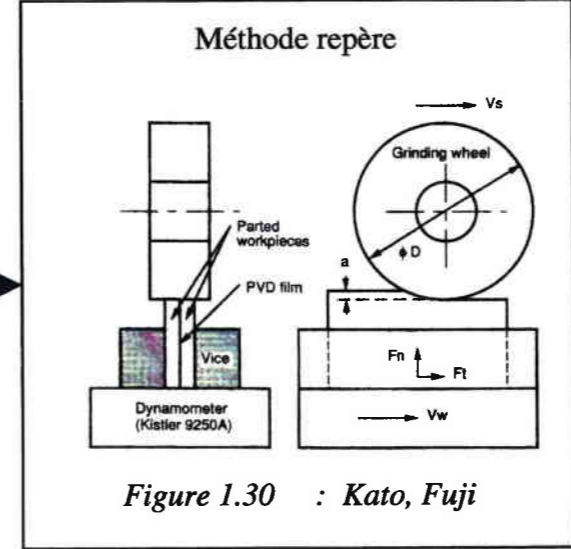 Méthode repère
Vs
Grinding wheel
Parted
workpieces
a
ϕ D
PVD film
Vice
Fn
Ft
Dynamometer
(Kistler 9250A)
Vw
Figure 1.30 : Kato, Fuji